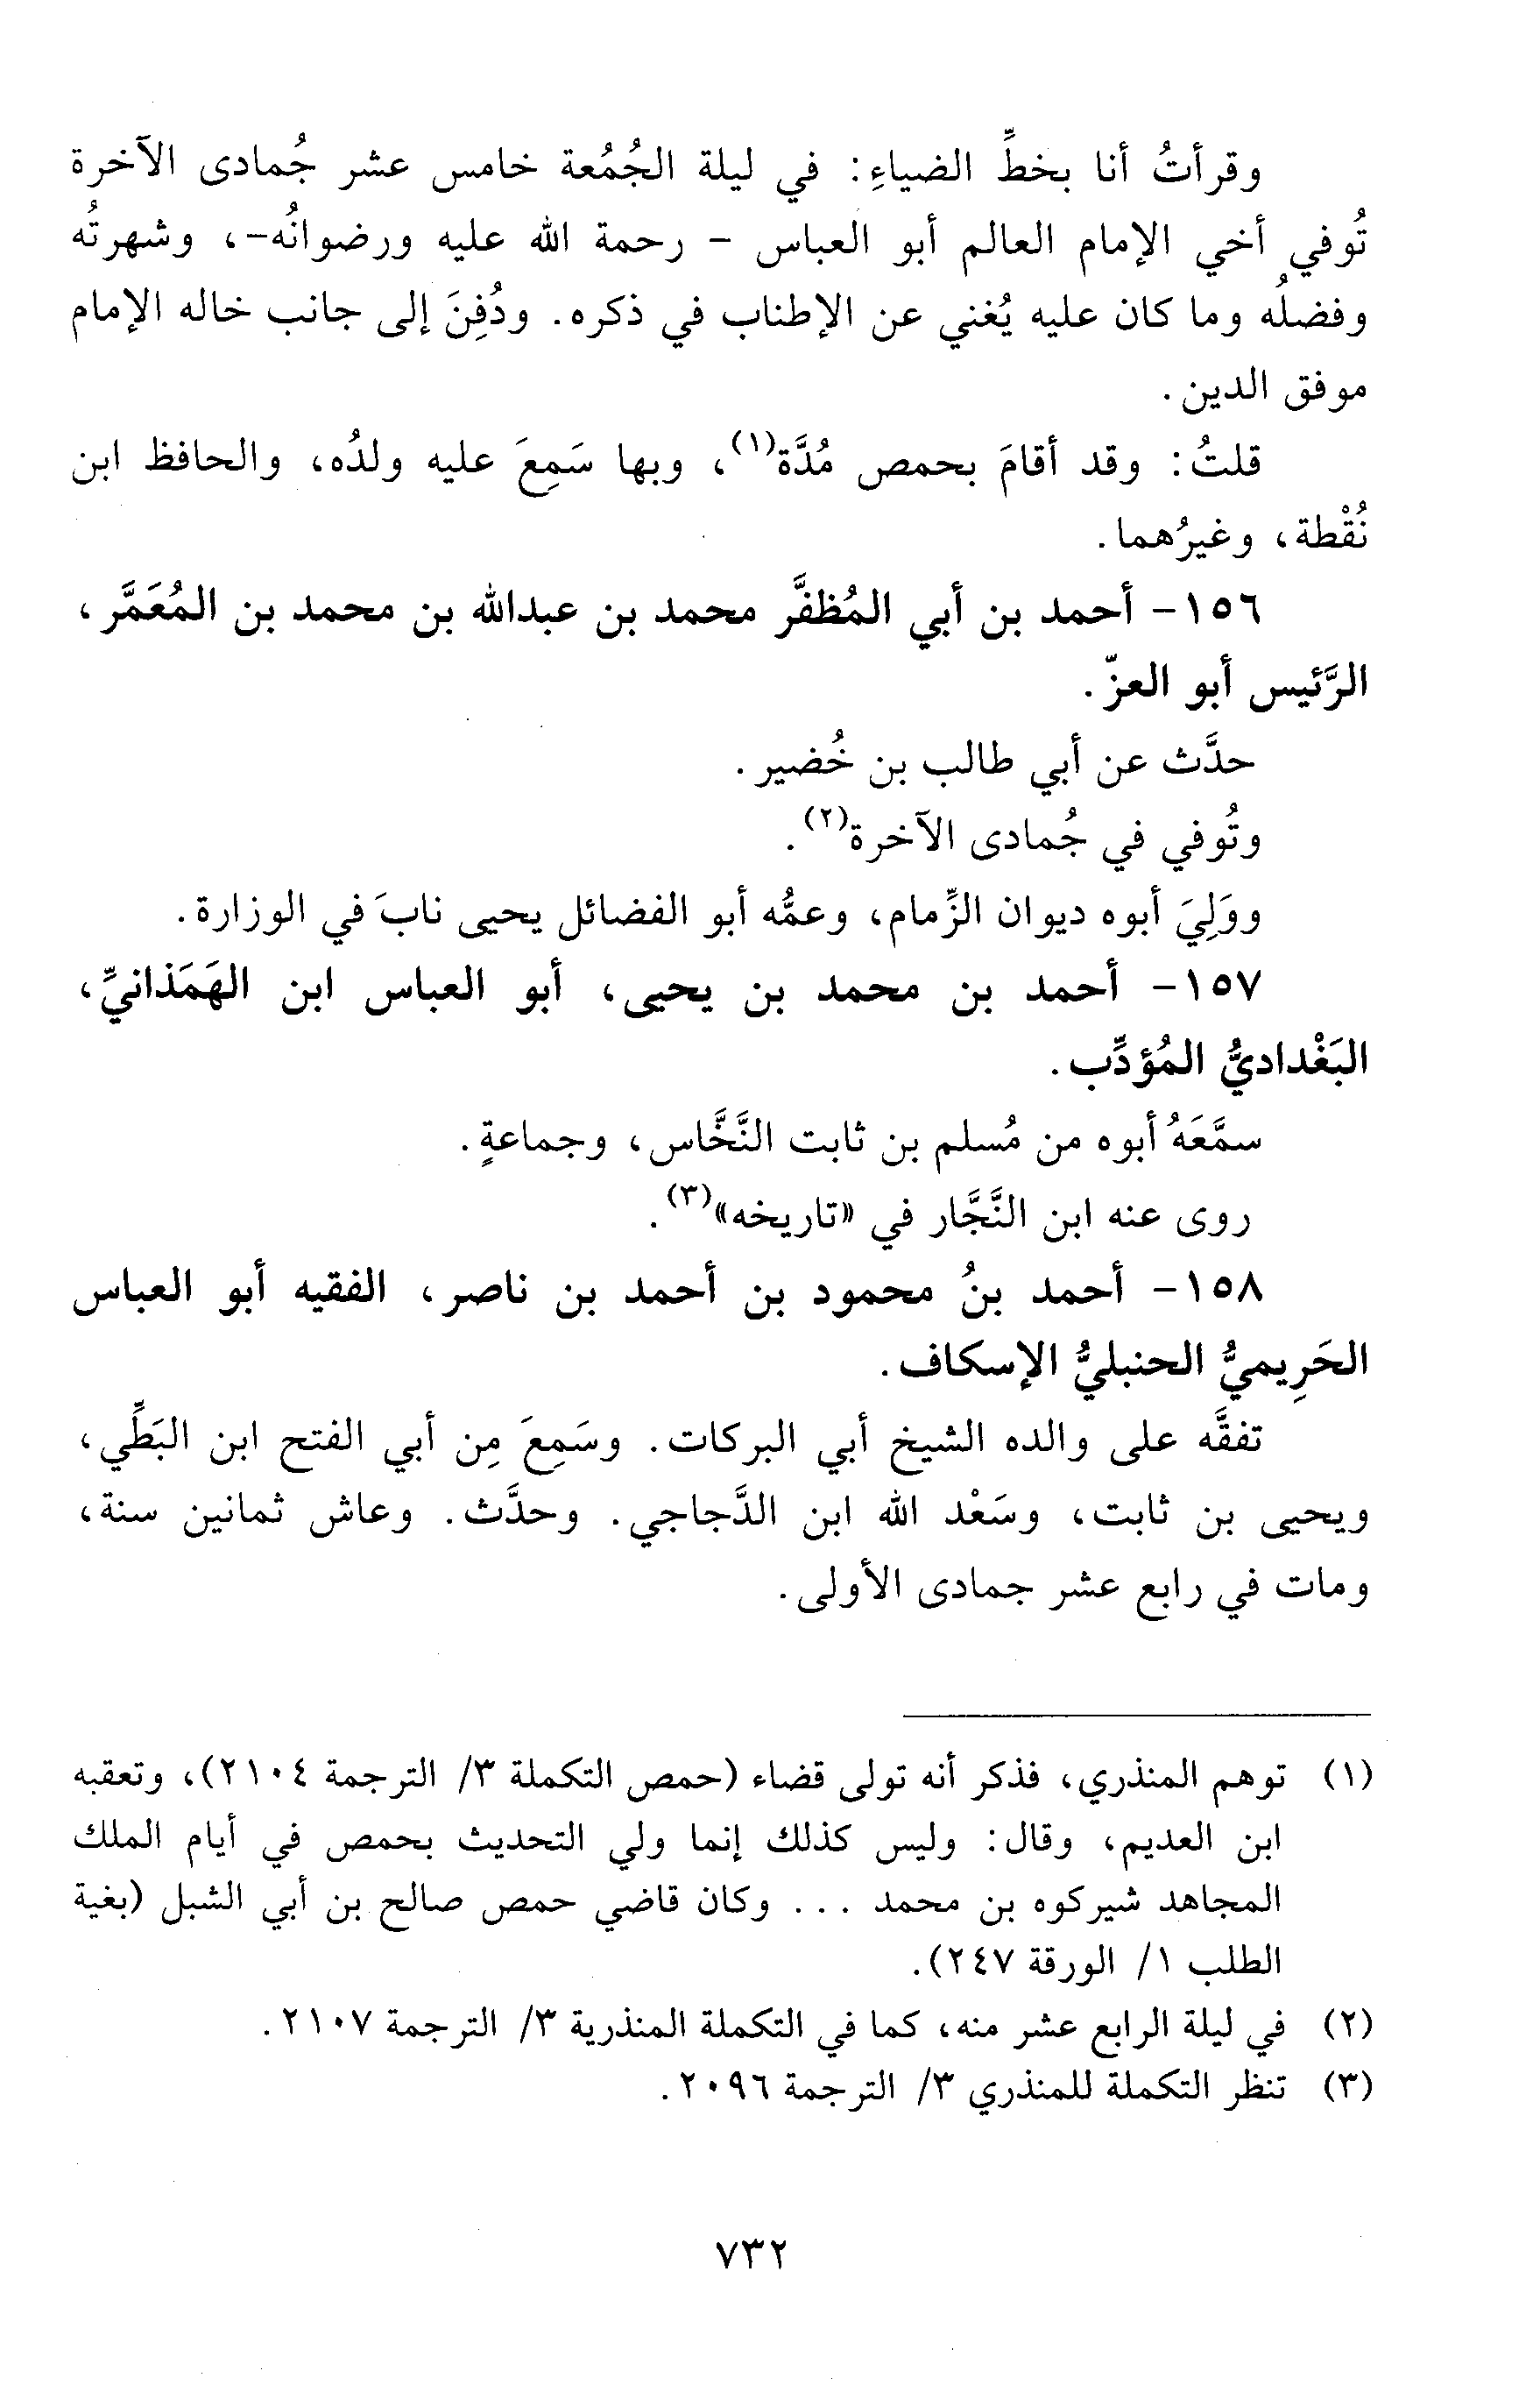 وقرأتُ أنا بخطِّ الضياءِ: في ليلة الجُمُعة خامس عشر جُمادى الآخرة
تُوفي أخي الإمام العالم أبو العباس - رحمة الله عليه ورضوانُه-، وشهرتُه
وفضلُه وما كان عليه يُغني عن الإطناب في ذكره. ودُفِنَ إلى جانب خاله الإمام
موفق الدين.
قلتُ: وقد أقامَ بحمص مُدَّة(١)، وبها سَمِعَ عليه ولدُه، والحافظ ابن
نُقْطة، وغيرُهما.
١٥٦- أحمد بن أبي المُظفَّر محمد بن عبدالله بن محمد بن المُعَمَّر،
الرَّئيس أبو العزّ.
حدَّث عن أبي طالب بن خُضير.
وتُوفي في جُمادى الآخرة(٢).
ووَلِيَ أبوه ديوان الزِّمام، وعمُّه أبو الفضائل يحيى نابَ في الوزارة.
١٥٧- أحمد بن محمد بن يحيى، أبو العباس ابن الهَمَذانيِّ،
البَغْداديُّ المُؤدِّب.
سمَّعَهُ أبوه من مُسلم بن ثابت النَّخَّاس، وجماعةٍ.
روى عنه ابن النَّجَّار في «تاريخه»(٣).
١٥٨- أحمد بنُ محمود بن أحمد بن ناصر، الفقيه أبو العباس
الحَرِيميُّ الحنبليُّ الإسكاف.
تفقَّه على والده الشيخ أبي البركات. وسَمِعَ مِن أبي الفتح ابن البَطِّي،
ويحيى بن ثابت، وسَعْد الله ابن الدَّجاجي. وحدَّث. وعاش ثمانين سنة،
ومات في رابع عشر جمادى الأولى.
(١) توهم المنذري، فذكر أنه تولى قضاء (حمص التكملة ٣/ الترجمة ٢١٠٤)، وتعقبه
ابن العديم، وقال: وليس كذلك إنما ولي التحديث بحمص في أيام الملك
المجاهد شيركوه بن محمد ... وكان قاضي حمص صالح بن أبي الشبل (بغية
الطلب ١/ الورقة ٢٤٧).
(٢) في ليلة الرابع عشر منه، كما في التكملة المنذرية ٣/ الترجمة ٢١٠٧.
(٣) تنظر التكملة للمنذري ٣/ الترجمة ٢٠٩٦.
٧٣٢